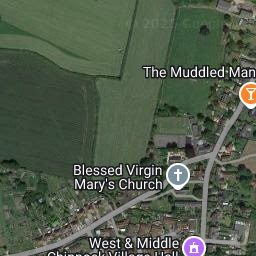 The Muddled Man
Blessed Virgin
Mary's Church
West & Middle
Chinnock Village Hall